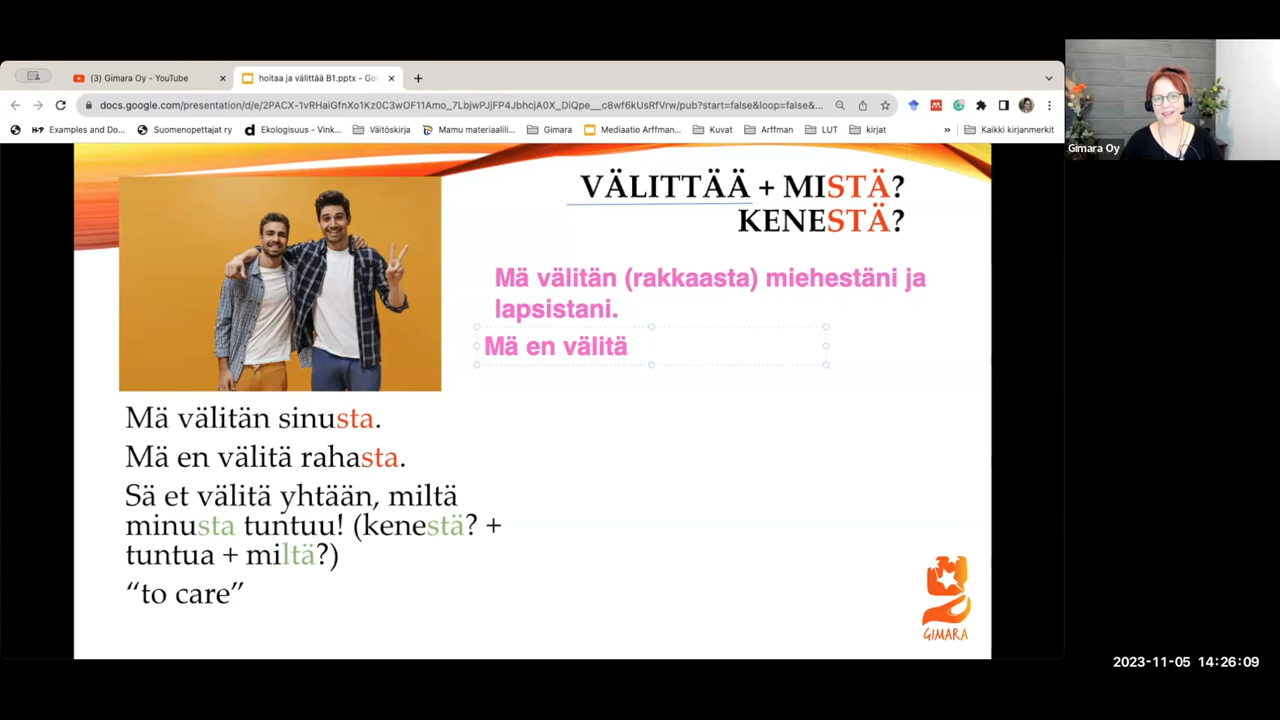 (3) Gimara Oy - YouTube
hoitaa ja välittää B1.pptx - Go
docs.google.com/presentation/d/e/2PACX-1vRHaiGfnXo1Kz0C3wOF11Amo_7LbjwPJjFP4JbhcjA0X_DiQpe__c8wf6kUsRfVrw/pub?start=false&loop=false&...
Examples and Do... Suomenopettajat ry Ekologisuus - Vink... Väitöskirja Mamu materiaalili... Gimara Mediaatio Arffman... Kuvat Arffman LUT kirjat » Kaikki kirjanmerkit
Gimara Oy
VÄLITTÄÄ + MISTÄ?
KENESTÄ?
Mä välitän (rakkaasta) miehestäni ja
lapsistani.
Mä en välitä
Mä välitän sinusta.
Mä en välitä rahasta.
Sä et välitä yhtään, miltä
minusta tuntuu! (kenestä? +
tuntua + miltä?)
“to care”
GIMARA
2023-11-05 14:26:09